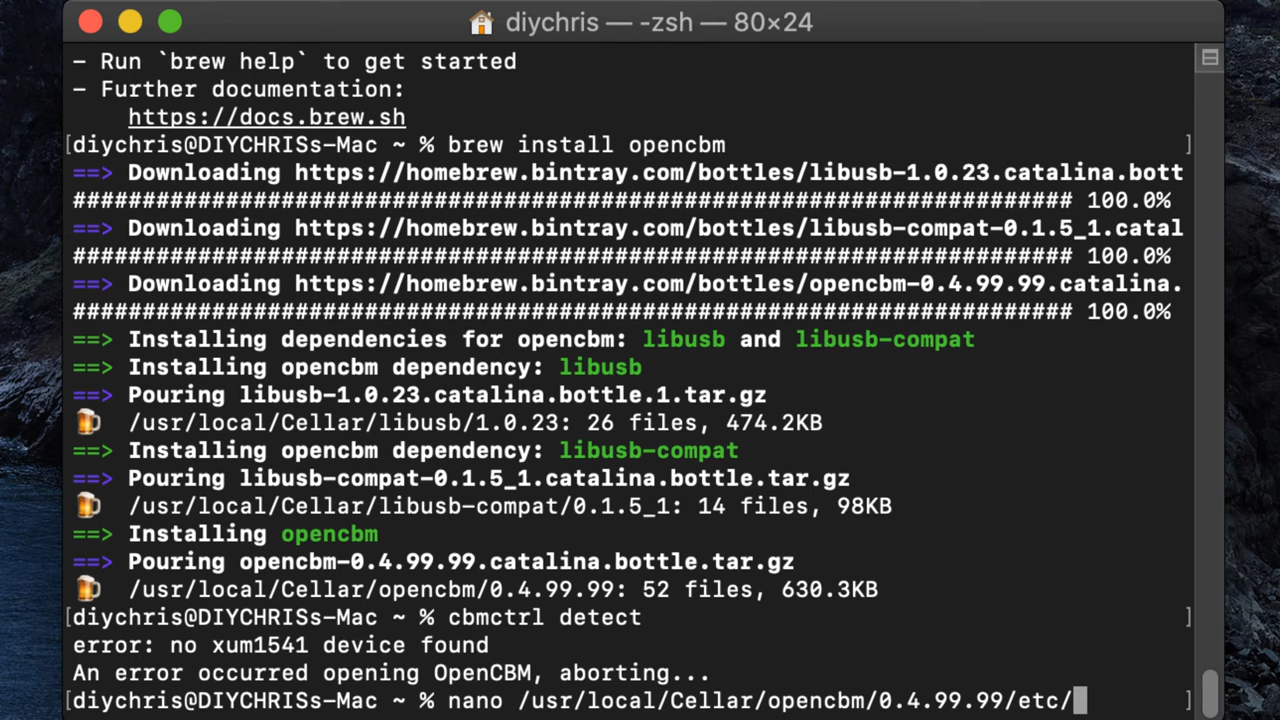 diychris — -zsh — 80×24
- Run `brew help` to get started
- Further documentation:
https://docs.brew.sh
[diychris@DIYCHRISs-Mac ~ % brew install opencbm ]
==> Downloading https://homebrew.bintray.com/bottles/libusb-1.0.23.catalina.bott
######################################################################## 100.0%
==> Downloading https://homebrew.bintray.com/bottles/libusb-compat-0.1.5_1.catal
######################################################################## 100.0%
==> Downloading https://homebrew.bintray.com/bottles/opencbm-0.4.99.99.catalina.
######################################################################## 100.0%
==> Installing dependencies for opencbm: libusb and libusb-compat
==> Installing opencbm dependency: libusb
==> Pouring libusb-1.0.23.catalina.bottle.1.tar.gz
🍺 /usr/local/Cellar/libusb/1.0.23: 26 files, 474.2KB
==> Installing opencbm dependency: libusb-compat
==> Pouring libusb-compat-0.1.5_1.catalina.bottle.tar.gz
🍺 /usr/local/Cellar/libusb-compat/0.1.5_1: 14 files, 98KB
==> Installing opencbm
==> Pouring opencbm-0.4.99.99.catalina.bottle.tar.gz
🍺 /usr/local/Cellar/opencbm/0.4.99.99: 52 files, 630.3KB
[diychris@DIYCHRISs-Mac ~ % cbmctrl detect ]
error: no xum1541 device found
An error occurred opening OpenCBM, aborting...
[diychris@DIYCHRISs-Mac ~ % nano /usr/local/Cellar/opencbm/0.4.99.99/etc/ ]